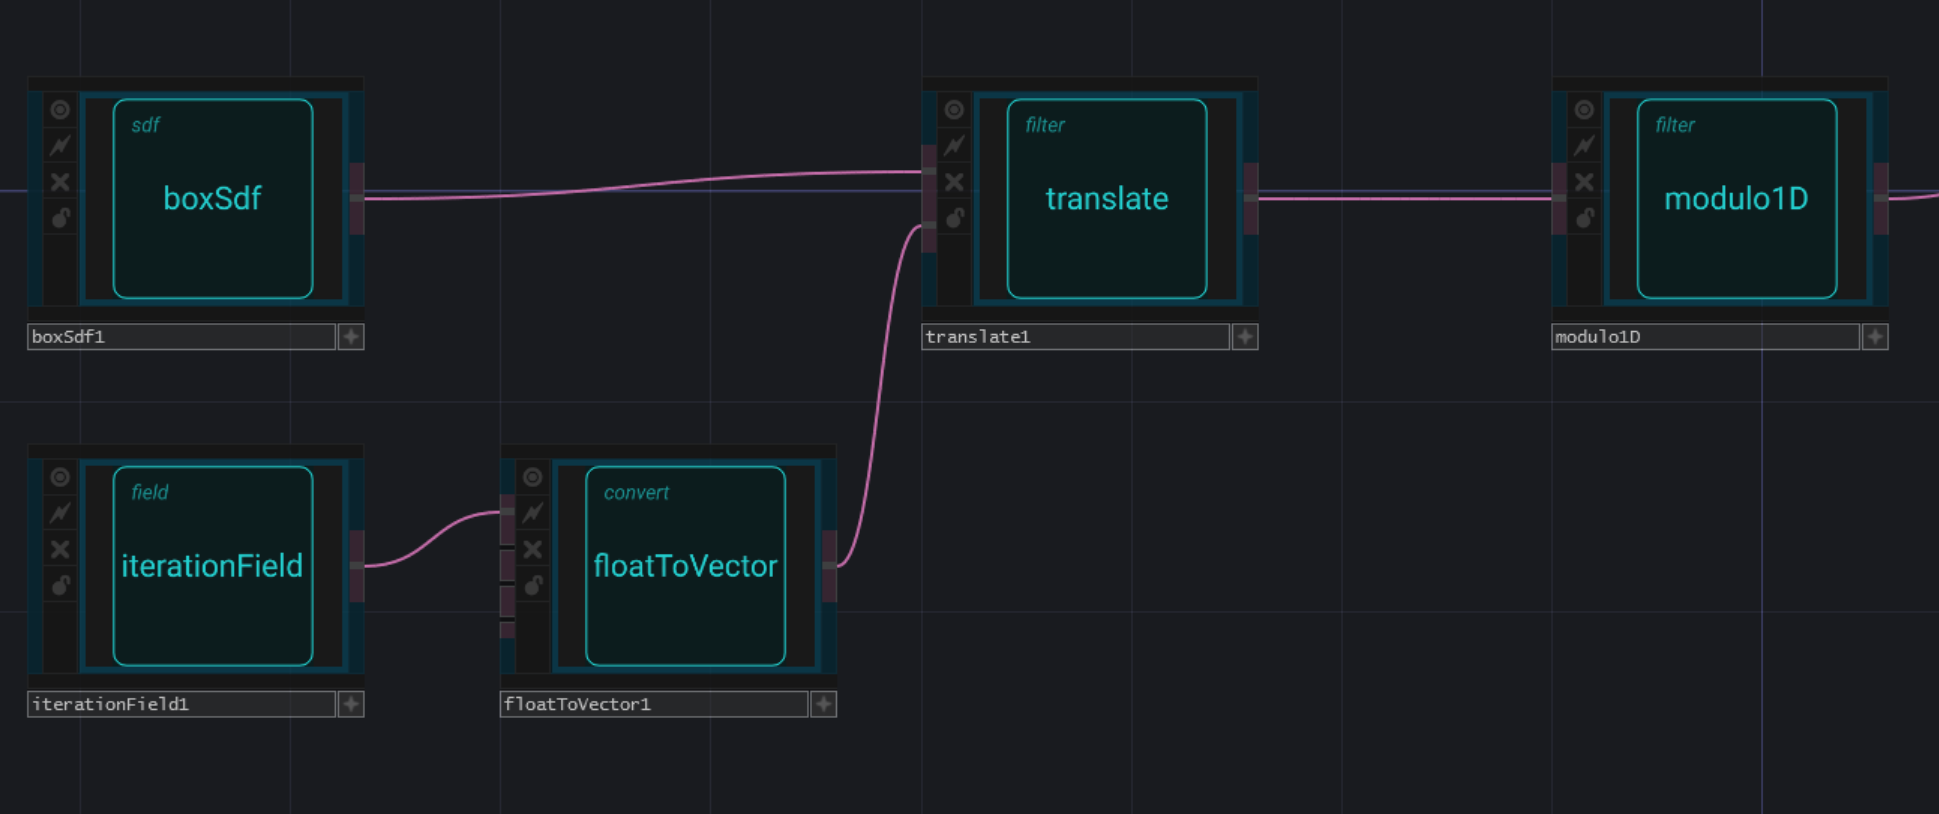 sdf
boxSdf
boxSdf1
filter
translate
translate1
filter
modulo1D
modulo1D
field
iterationField
iterationField1
convert
floatToVector
floatToVector1